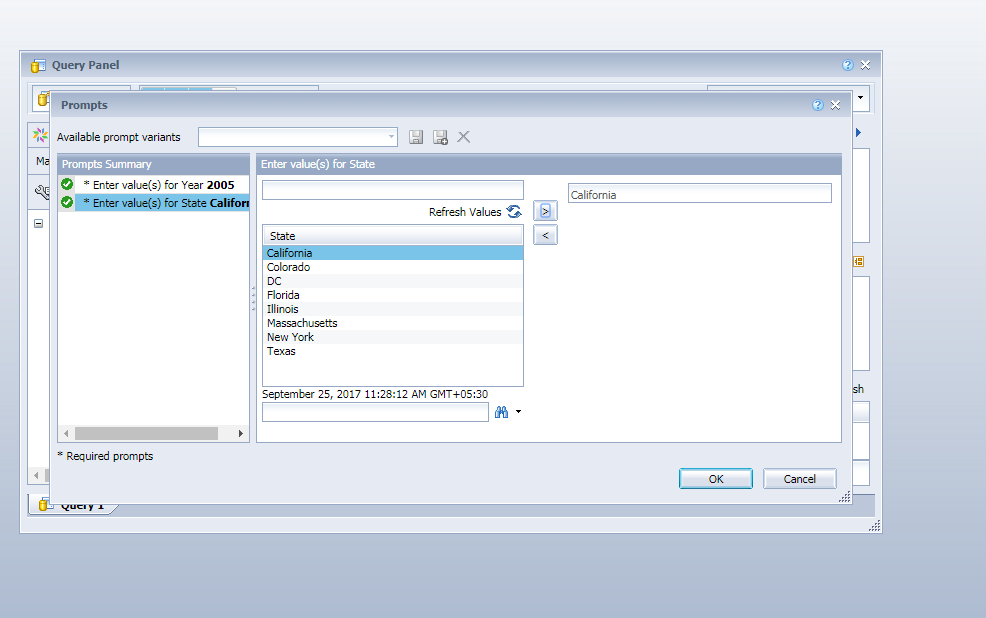 Query Panel
Prompts
Available prompt variants
Prompts Summary
Enter value(s) for State
* Enter value(s) for Year 2005
* Enter value(s) for State Californ
California
Refresh Values
>
<
State
California
Colorado
DC
Florida
Illinois
Massachusetts
New York
Texas
September 25, 2017 11:28:12 AM GMT+05:30
* Required prompts
OK
Cancel
Query 1